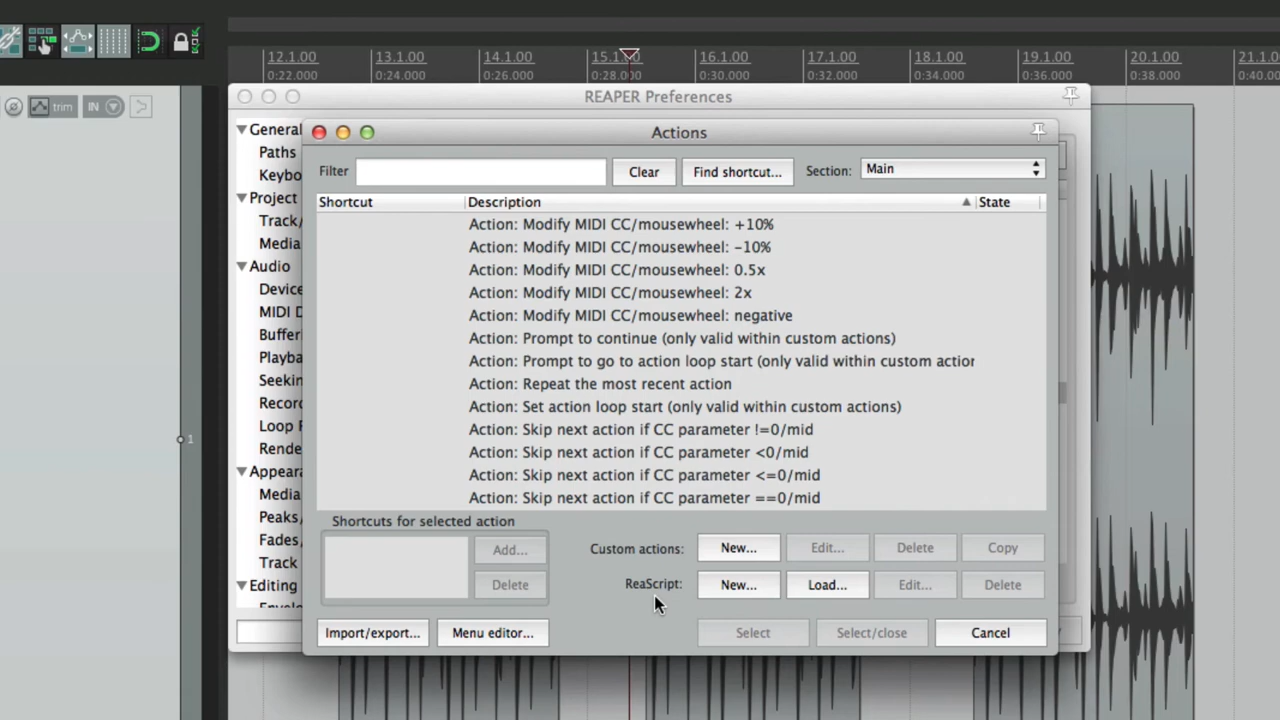 trim
IN
12.1.00
0:22.000
13.1.00
0:24.000
14.1.00
0:26.000
15.1.
0:28.000
16.1.00
0:30.000
17.1.00
0:32.000
18.1.00
0:34.000
19.1.00
0:36.000
20.1.00
0:38.000
21.1.0
0:40.000
REAPER Preferences
General
Paths
Keybo
Project
Track/
Media
Audio
Device
MIDI D
Bufferi
Playba
Seekin
Record
Loop R
Rende
Appeara
Media
Peaks/
Fades,
Track
Editing
Envelo
1
Actions
Filter
Clear
Find shortcut...
Section:
Main
Shortcut
Description
State
Action: Modify MIDI CC/mousewheel: +10%
Action: Modify MIDI CC/mousewheel: -10%
Action: Modify MIDI CC/mousewheel: 0.5x
Action: Modify MIDI CC/mousewheel: 2x
Action: Modify MIDI CC/mousewheel: negative
Action: Prompt to continue (only valid within custom actions)
Action: Prompt to go to action loop start (only valid within custom action
Action: Repeat the most recent action
Action: Set action loop start (only valid within custom actions)
Action: Skip next action if CC parameter !=0/mid
Action: Skip next action if CC parameter <0/mid
Action: Skip next action if CC parameter <=0/mid
Action: Skip next action if CC parameter ==0/mid
Shortcuts for selected action
Add...
Delete
Custom actions:
New...
Edit...
Delete
Copy
ReaScript:
New...
Load...
Edit...
Delete
Import/export...
Menu editor...
Select
Select/close
Cancel